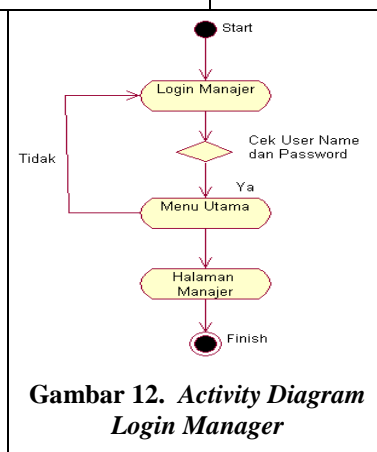 Start
Login Manajer
Cek User Name
dan Password
Tidak
Ya
Menu Utama
Halaman
Manajer
Finish
Gambar 12. Activity Diagram
Login Manager